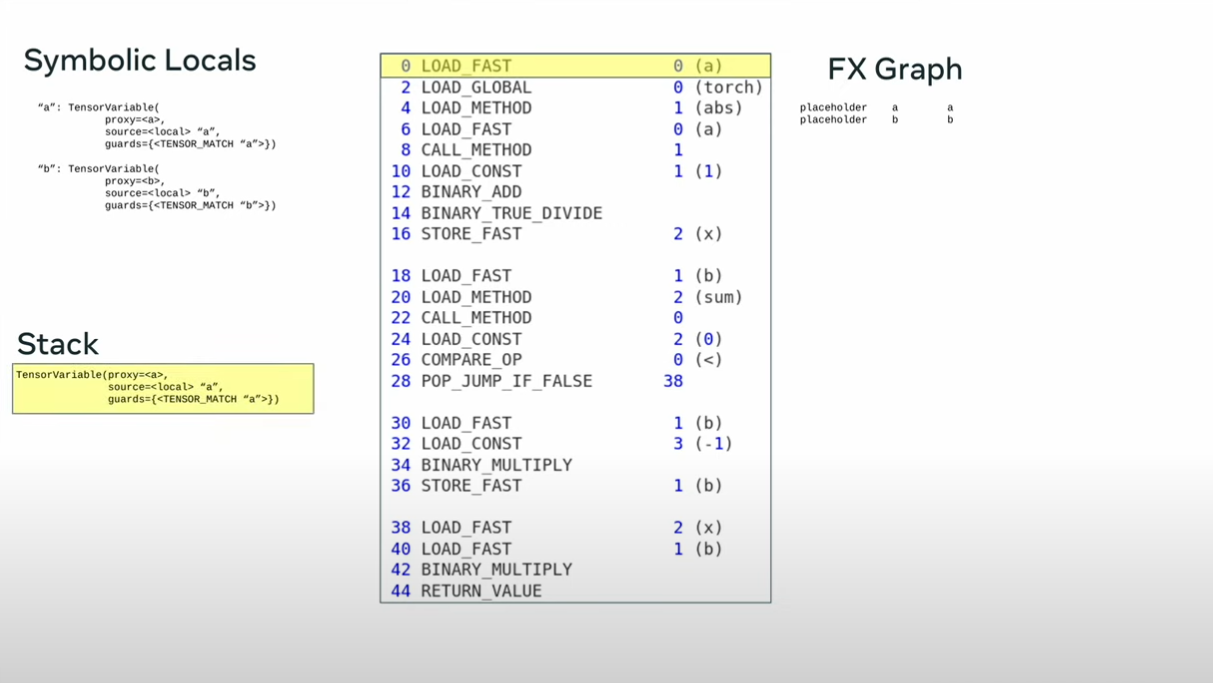 Symbolic Locals
“a”: TensorVariable(
proxy=<a>,
source=<local> “a”,
guards={<TENSOR_MATCH “a”>})
“b”: TensorVariable(
proxy=<b>,
source=<local> “b”,
guards={<TENSOR_MATCH “b”>})
Stack
TensorVariable(proxy=<a>,
source=<local> “a”,
guards={<TENSOR_MATCH “a”>})
0 LOAD_FAST 0 (a)
2 LOAD_GLOBAL 0 (torch)
4 LOAD_METHOD 1 (abs)
6 LOAD_FAST 0 (a)
8 CALL_METHOD 1
10 LOAD_CONST 1 (1)
12 BINARY_ADD
14 BINARY_TRUE_DIVIDE
16 STORE_FAST 2 (x)
18 LOAD_FAST 1 (b)
20 LOAD_METHOD 2 (sum)
22 CALL_METHOD 0
24 LOAD_CONST 2 (0)
26 COMPARE_OP 0 (<)
28 POP_JUMP_IF_FALSE 38
30 LOAD_FAST 1 (b)
32 LOAD_CONST 3 (-1)
34 BINARY_MULTIPLY
36 STORE_FAST 1 (b)
38 LOAD_FAST 2 (x)
40 LOAD_FAST 1 (b)
42 BINARY_MULTIPLY
44 RETURN_VALUE
FX Graph
placeholder a a
placeholder b b